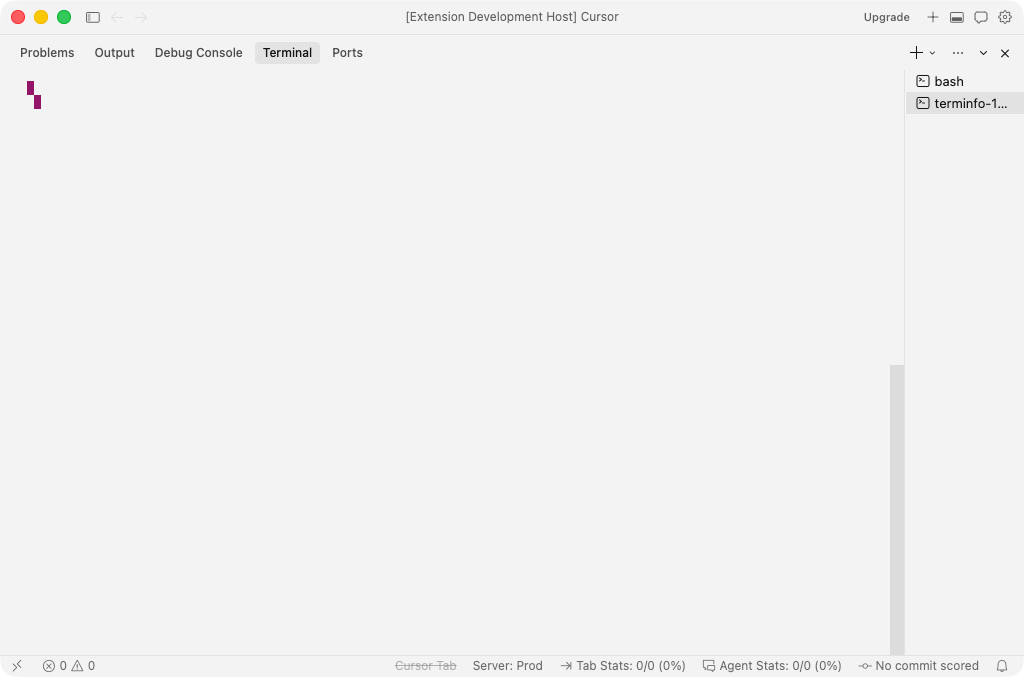 [Extension Development Host] Cursor
Upgrade
Problems Output Debug Console Terminal Ports
bash
terminfo-1...
0 0 Cursor Tab Server: Prod Tab Stats: 0/0 (0%) Agent Stats: 0/0 (0%) No commit scored